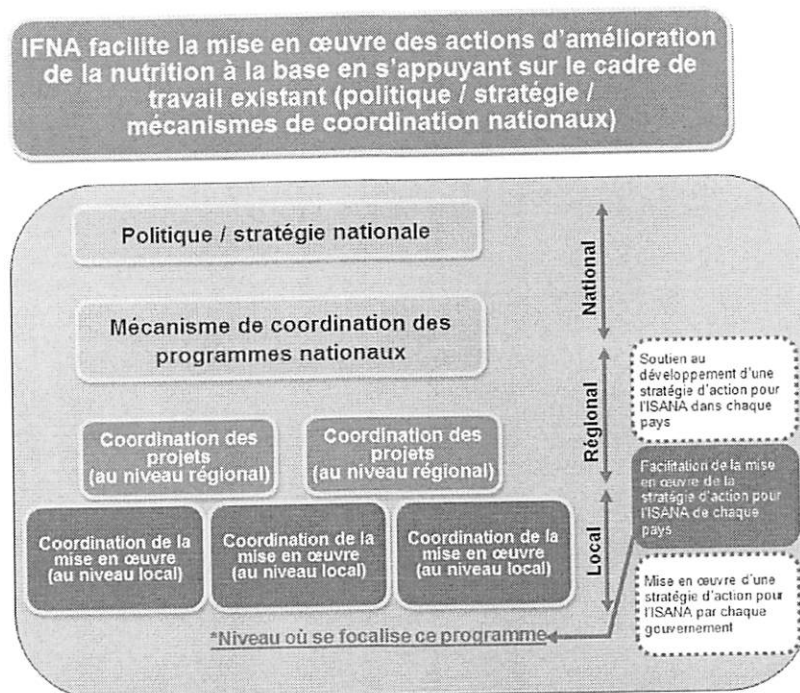 IFNA facilite la mise en œuvre des actions d'amélioration
de la nutrition à la base en s'appuyant sur le cadre de
travail existant (politique / stratégie /
mécanismes de coordination nationaux)
Politique / stratégie nationale
Mécanisme de coordination des
programmes nationaux
Coordination des
projets
(au niveau régional)
Coordination des
projets
(au niveau régional)
Coordination de la
mise en œuvre
(au niveau local)
Coordination de la
mise en œuvre
(au niveau local)
Coordination de la
mise en œuvre
(au niveau local)
*Niveau où se focalise ce programme
National
Régional
Local
Soutien au
développement d'une
stratégie d'action pour
l'ISANA dans chaque
pays
Facilitation de la mise
en œuvre de la
stratégie d'action pour
l'ISANA de chaque
pays
Mise en œuvre d'une
stratégie d'action pour
l'ISANA par chaque
gouvernement